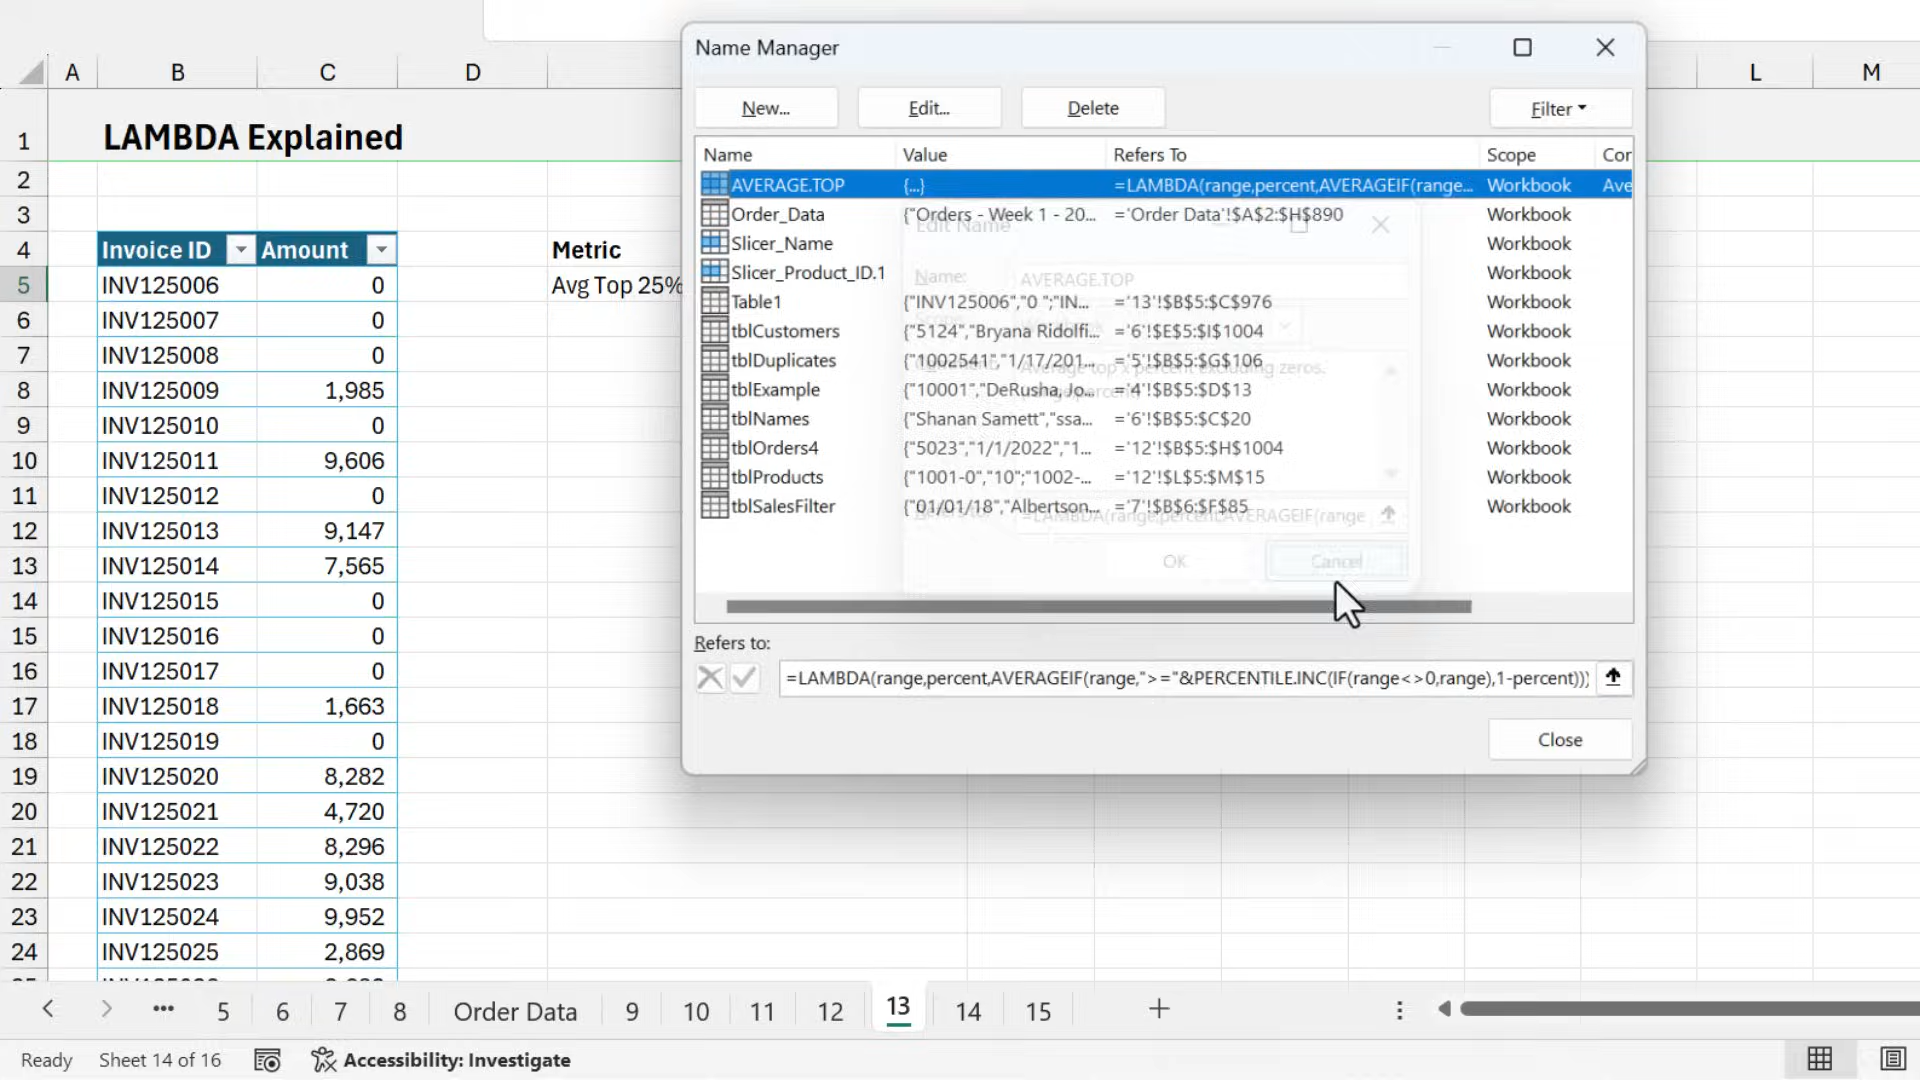 Name Manager
A B C D L M
New... Edit... Delete Filter
1 LAMBDA Explained
Name Value Refers To Scope Cor
AVERAGE.TOP {...} =LAMBDA(range,percent,AVERAGEIF(range... Workbook Ave
Order_Data {"Orders - Week 1 - 20... ='Order Data'!$A$2:$H$890 Workbook
Slicer_Name Workbook
Slicer_Product_ID.1 Workbook
Table1 {"INV125006","0 ";"IN... ='13'!$B$5:$C$976 Workbook
tblCustomers {"5124","Bryana Ridolfi... ='6'!$E$5:$I$1004 Workbook
tblDuplicates {"1002541","1/17/201... ='5'!$B$5:$G$106 Workbook
tblExample {"10001","DeRusha, Jo... ='4'!$B$5:$D$13 Workbook
tblNames {"Shanan Samett","ssa... ='6'!$B$5:$C$20 Workbook
tblOrders4 {"5023","1/1/2022","1... ='12'!$B$5:$H$1004 Workbook
tblProducts {"1001-0","10";"1002-... ='12'!$L$5:$M$15 Workbook
tblSalesFilter {"01/01/18","Albertson... ='7'!$B$6:$F$85 Workbook
Edit Name
Name: AVERAGE.TOP
Average top x percent excluding zeros.
=LAMBDA(range,percent,AVERAGEIF(range
OK Cancel
Refers to:
=LAMBDA(range,percent,AVERAGEIF(range,">="&PERCENTILE.INC(IF(range<>0,range),1-percent)))
Close
2
3
4 Invoice ID Amount Metric
5 INV125006 0 Avg Top 25%
6 INV125007 0
7 INV125008 0
8 INV125009 1,985
9 INV125010 0
10 INV125011 9,606
11 INV125012 0
12 INV125013 9,147
13 INV125014 7,565
14 INV125015 0
15 INV125016 0
16 INV125017 0
17 INV125018 1,663
18 INV125019 0
19 INV125020 8,282
20 INV125021 4,720
21 INV125022 8,296
22 INV125023 9,038
23 INV125024 9,952
24 INV125025 2,869
5 6 7 8 Order Data 9 10 11 12 13 14 15
Ready Sheet 14 of 16 Accessibility: Investigate